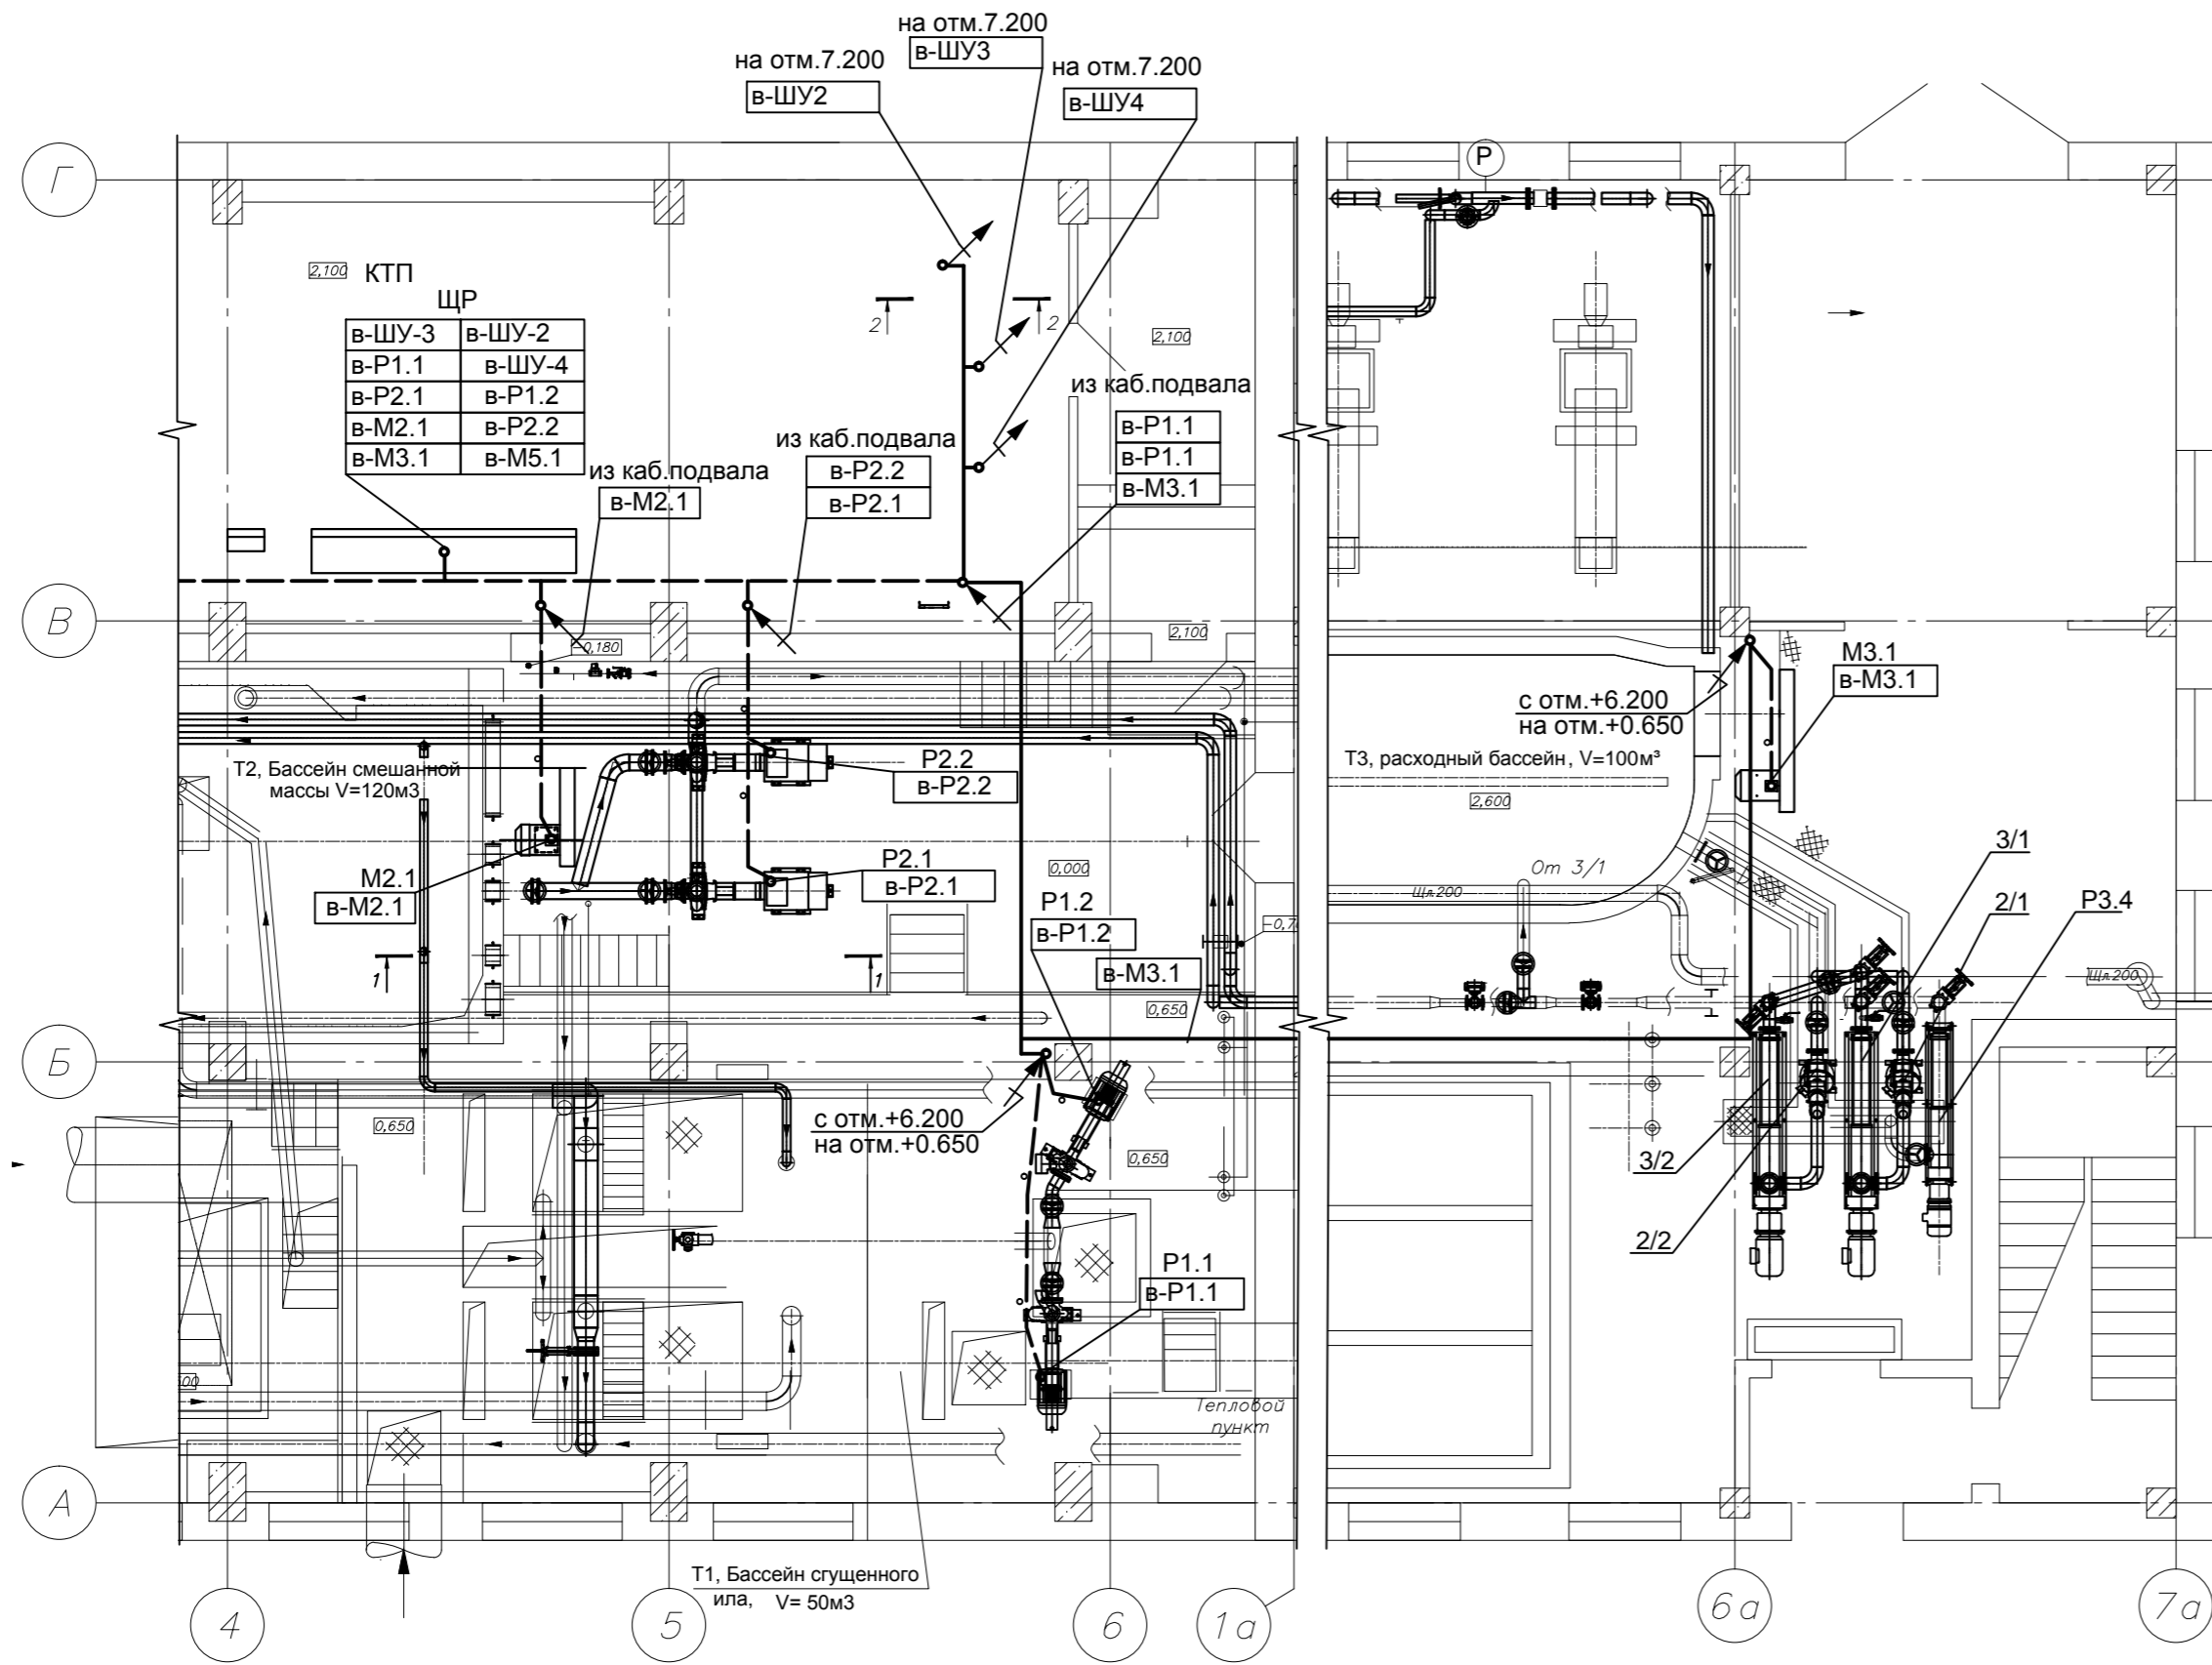 на отм.7.200
в-ШУ3
на отм.7.200
в-ШУ2
на отм.7.200
в-ШУ4
Г
Р
2,100 КТП
ЩР
в-ШУ-3 в-ШУ-2
в-Р1.1 в-ШУ-4
в-Р2.1 в-Р1.2
в-М2.1 в-Р2.2
в-М3.1 в-М5.1
2 2
2,100
из каб.подвала
в-Р1.1
в-Р1.1
в-М3.1
из каб.подвала
в-Р2.2
в-Р2.1
из каб.подвала
в-М2.1
В
-0,180
2,100
М3.1
в-М3.1
с отм.+6.200
на отм.+0.650
Т2, Бассейн смешанной
массы V=120м3
Р2.2
в-Р2.2
Т3, расходный бассейн, V=100м³
2,600
М2.1
в-М2.1
Р2.1
в-Р2.1
0,000
От 3/1
Щл.200
3/1
2/1
Р3.4
Р1.2
в-Р1.2
в-М3.1
1 1
0,650
Щл.200
Б
0,650
с отм.+6.200
на отм.+0.650
0,650
3/2
2/2
Р1.1
в-Р1.1
Тепловой
пункт
А
Т1, Бассейн сгущенного
ила, V= 50м3
4
5
6
1а
6а
7а